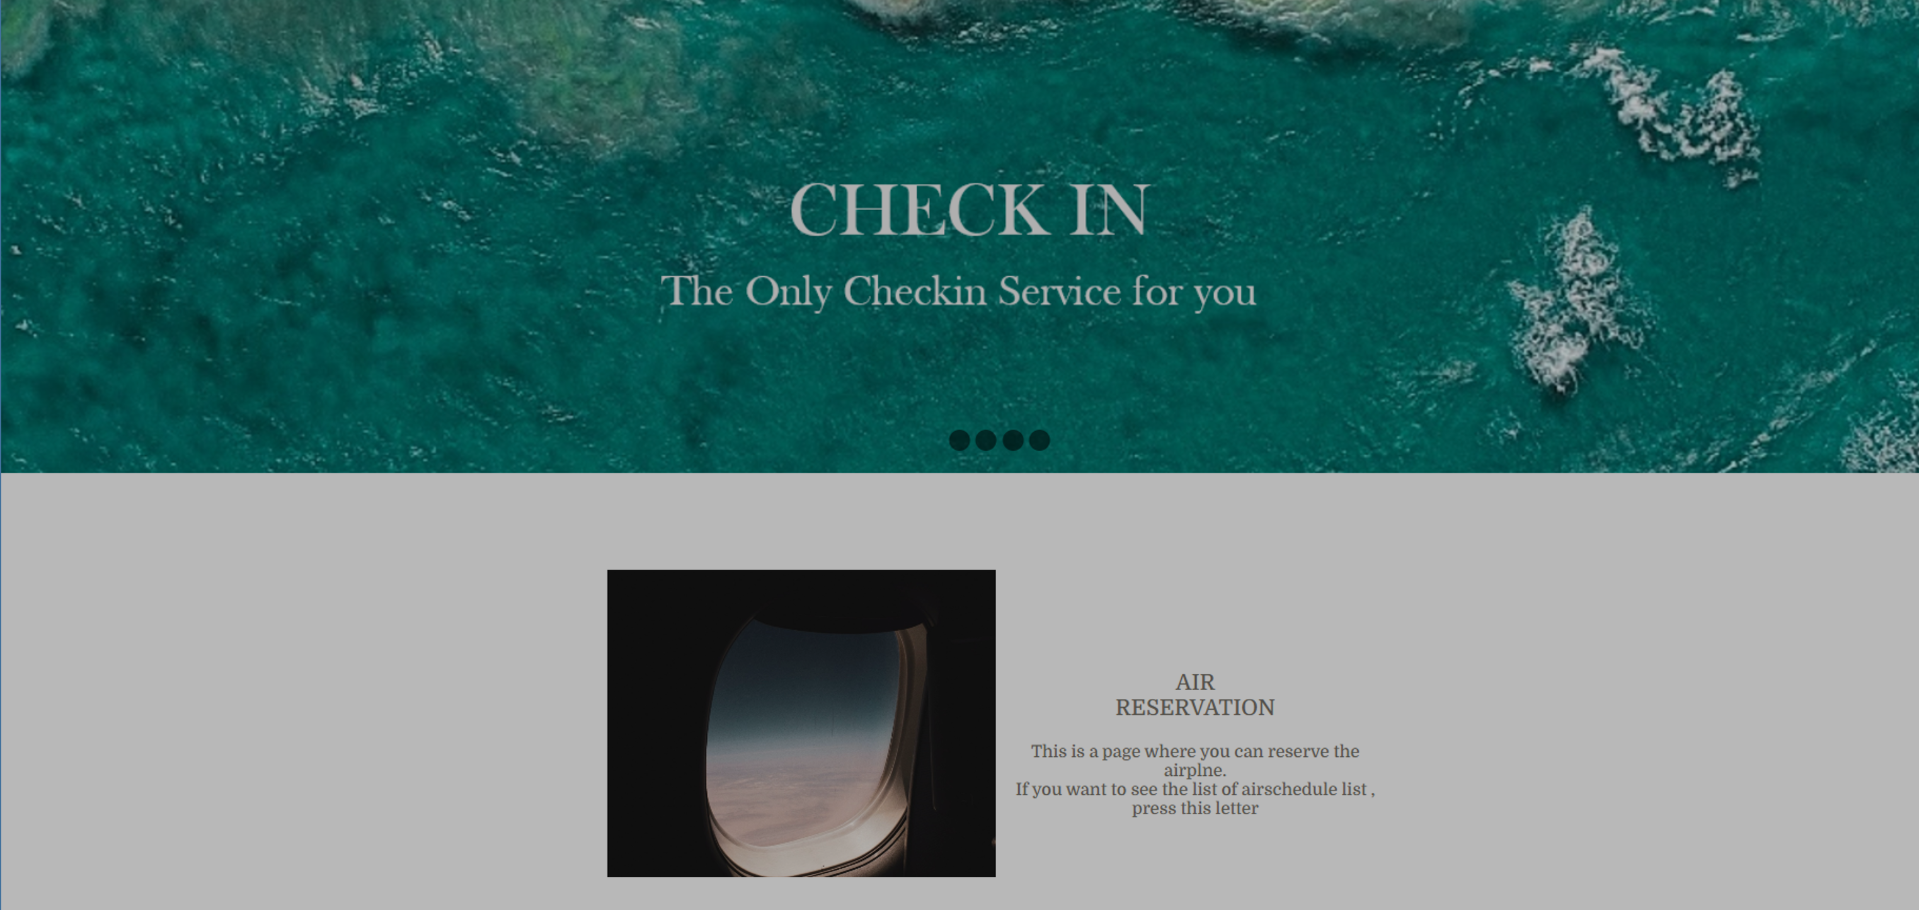 CHECK IN
The Only Checkin Service for you
AIR
RESERVATION
This is a page where you can reserve the
airplne.
If you want to see the list of airschedule list ,
press this letter